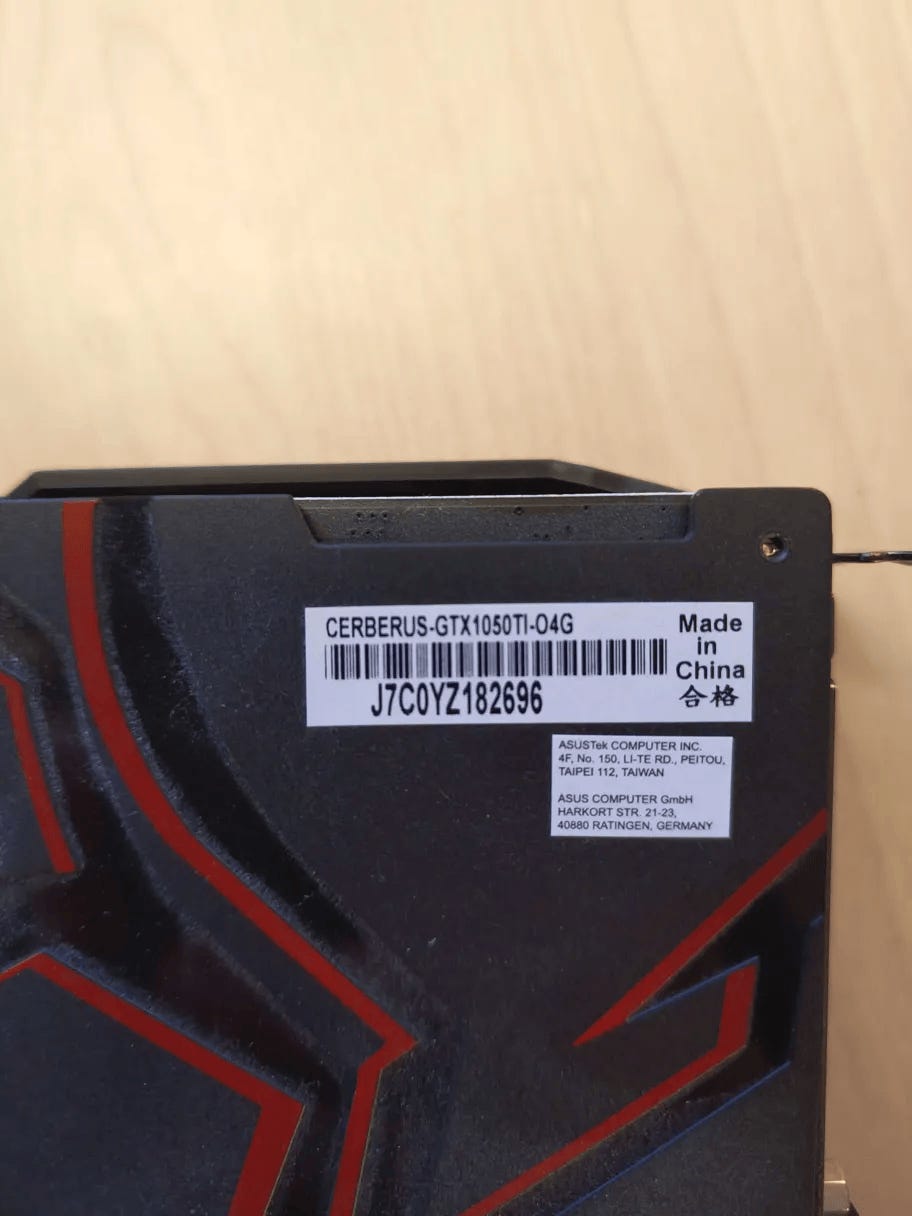 CERBERUS-GTX1050TI-O4G
J7C0YZ182696
Made
in
China
合格
ASUSTek COMPUTER INC.
4F, No. 150, LI-TE RD., PEITOU,
TAIPEI 112, TAIWAN
ASUS COMPUTER GmbH
HARKORT STR. 21-23,
40880 RATINGEN, GERMANY